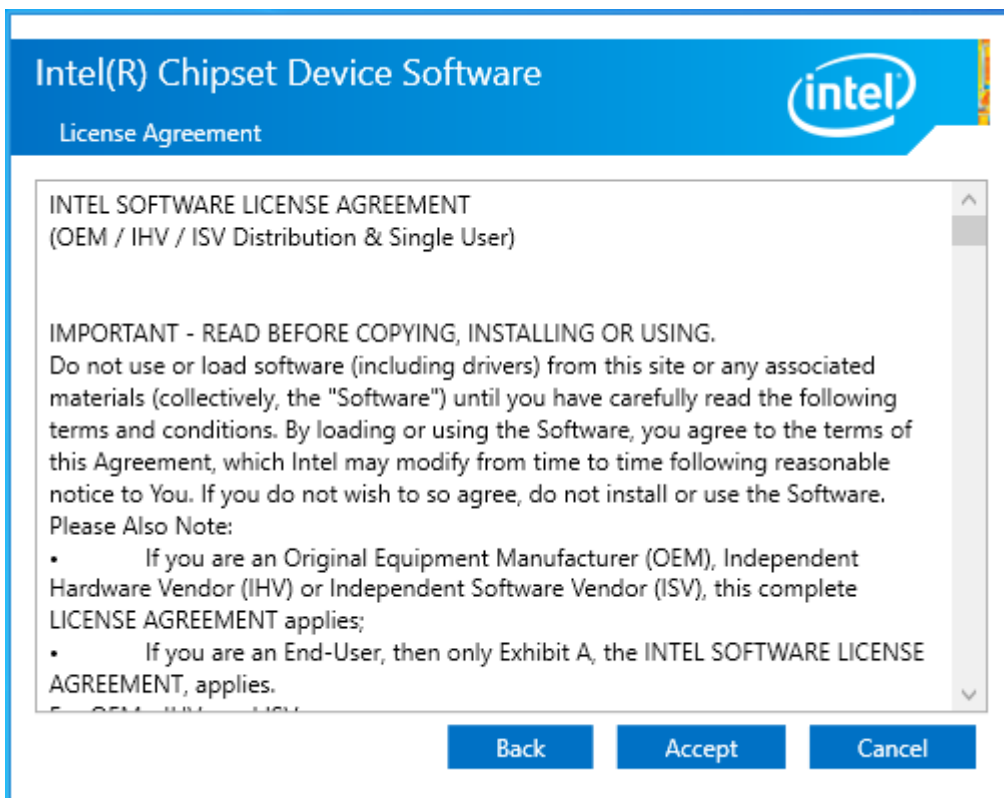 Intel(R) Chipset Device Software
intel
License Agreement
INTEL SOFTWARE LICENSE AGREEMENT
(OEM / IHV / ISV Distribution & Single User)
IMPORTANT - READ BEFORE COPYING, INSTALLING OR USING.
Do not use or load software (including drivers) from this site or any associated
materials (collectively, the "Software") until you have carefully read the following
terms and conditions. By loading or using the Software, you agree to the terms of
this Agreement, which Intel may modify from time to time following reasonable
notice to You. If you do not wish to so agree, do not install or use the Software.
Please Also Note:
• If you are an Original Equipment Manufacturer (OEM), Independent
Hardware Vendor (IHV) or Independent Software Vendor (ISV), this complete
LICENSE AGREEMENT applies;
• If you are an End-User, then only Exhibit A, the INTEL SOFTWARE LICENSE
AGREEMENT, applies.
Back Accept Cancel